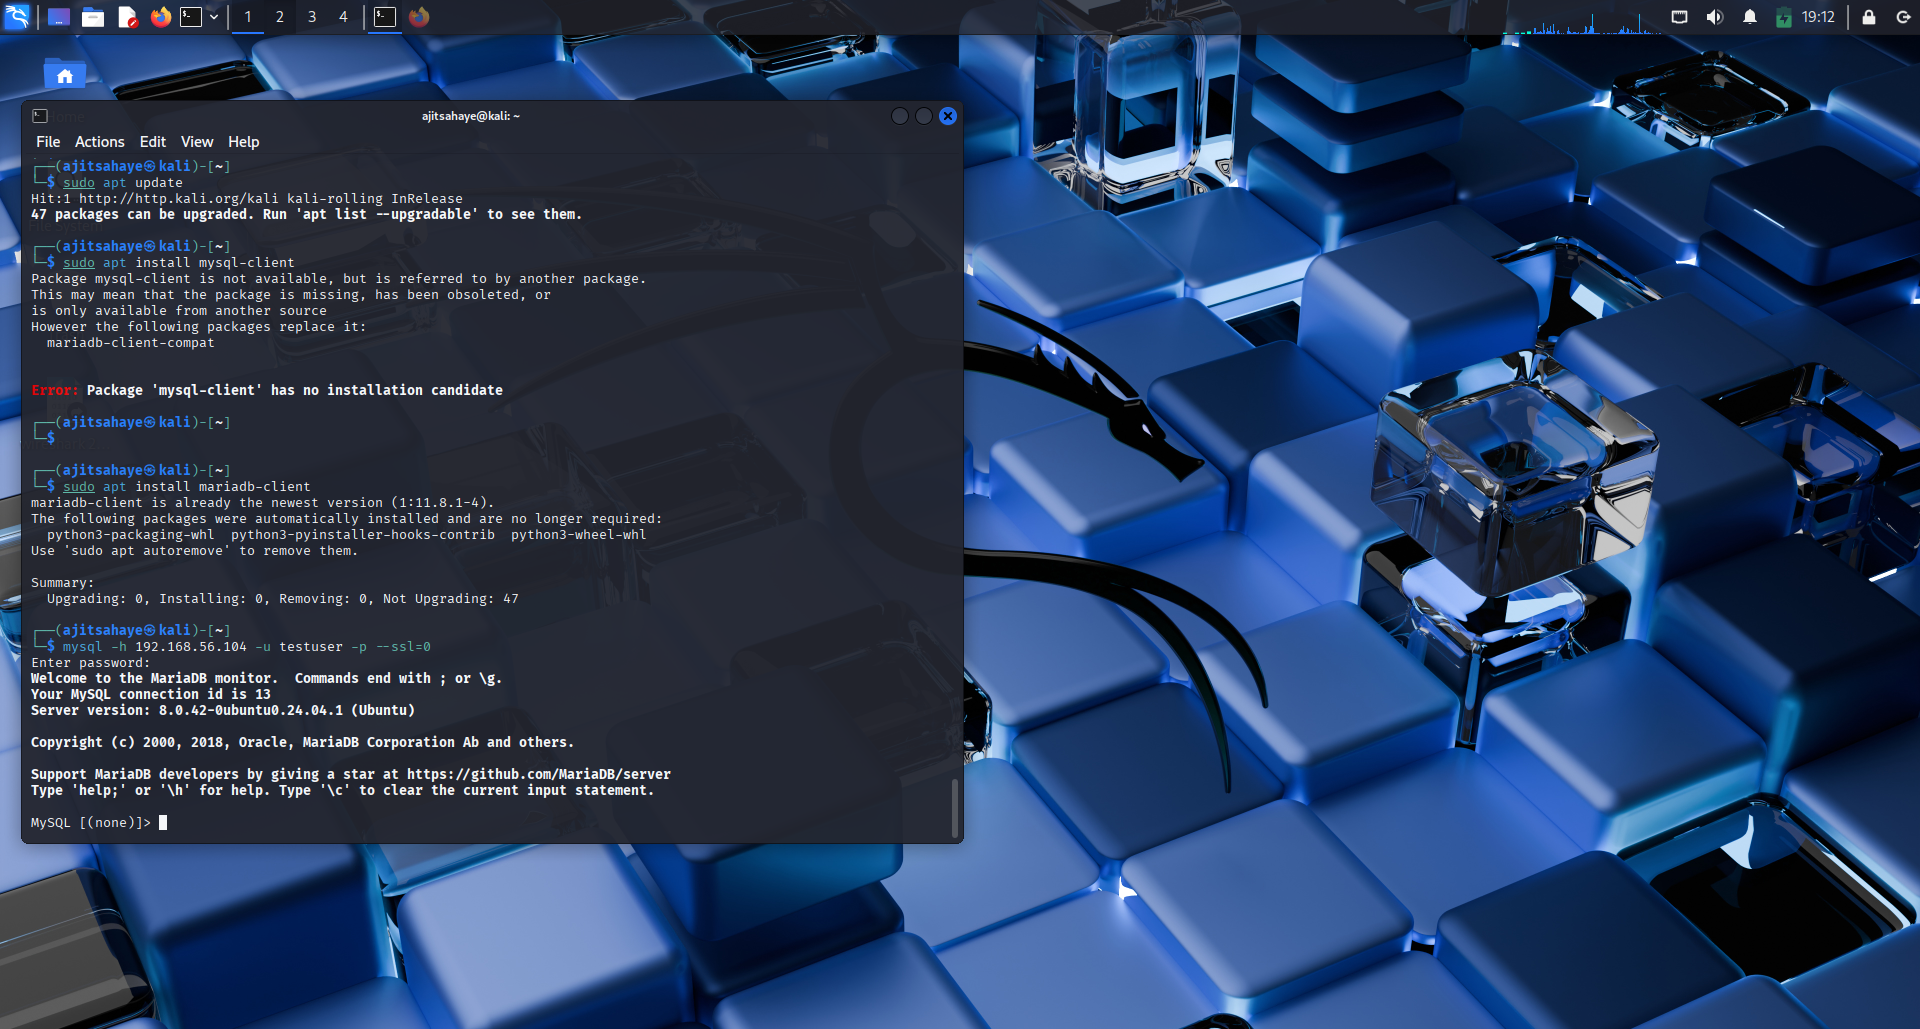 1 2 3 4
19:12
Home
ajitsahaye@kali: ~
File Actions Edit View Help
┌──(ajitsahaye㉿kali)-[~]
└─$ sudo apt update
Hit:1 http://http.kali.org/kali kali-rolling InRelease
47 packages can be upgraded. Run 'apt list --upgradable' to see them.
File System
┌──(ajitsahaye㉿kali)-[~]
└─$ sudo apt install mysql-client
Package mysql-client is not available, but is referred to by another package.
This may mean that the package is missing, has been obsoleted, or
is only available from another source
However the following packages replace it:
  mariadb-client-compat
Error: Package 'mysql-client' has no installation candidate
┌──(ajitsahaye㉿kali)-[~]
└─$
┌──(ajitsahaye㉿kali)-[~]
└─$ sudo apt install mariadb-client
mariadb-client is already the newest version (1:11.8.1-4).
The following packages were automatically installed and are no longer required:
  python3-packaging-whl  python3-pyinstaller-hooks-contrib  python3-wheel-whl
Use 'sudo apt autoremove' to remove them.
Summary:
  Upgrading: 0, Installing: 0, Removing: 0, Not Upgrading: 47
┌──(ajitsahaye㉿kali)-[~]
└─$ mysql -h 192.168.56.104 -u testuser -p --ssl=0
Enter password:
Welcome to the MariaDB monitor.  Commands end with ; or \g.
Your MySQL connection id is 13
Server version: 8.0.42-0ubuntu0.24.04.1 (Ubuntu)
Copyright (c) 2000, 2018, Oracle, MariaDB Corporation Ab and others.
Support MariaDB developers by giving a star at https://github.com/MariaDB/server
Type 'help;' or '\h' for help. Type '\c' to clear the current input statement.
MySQL [(none)]>